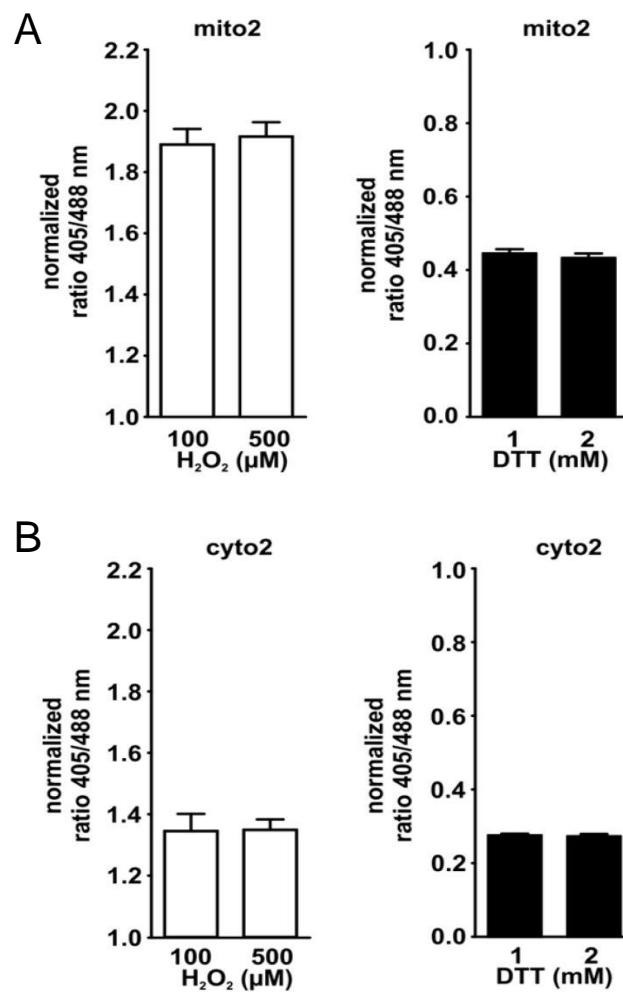 A
mito2
normalized
ratio 405/488 nm
2.2
2.0
1.8
1.6
1.4
1.2
1.0
100 500
H₂O₂ (μM)
mito2
normalized
ratio 405/488 nm
1.0
0.8
0.6
0.4
0.2
0.0
1 2
DTT (mM)
B
cyto2
normalized
ratio 405/488 nm
2.2
2.0
1.8
1.6
1.4
1.2
1.0
100 500
H₂O₂ (μM)
cyto2
normalized
ratio 405/488 nm
1.0
0.8
0.6
0.4
0.2
0.0
1 2
DTT (mM)